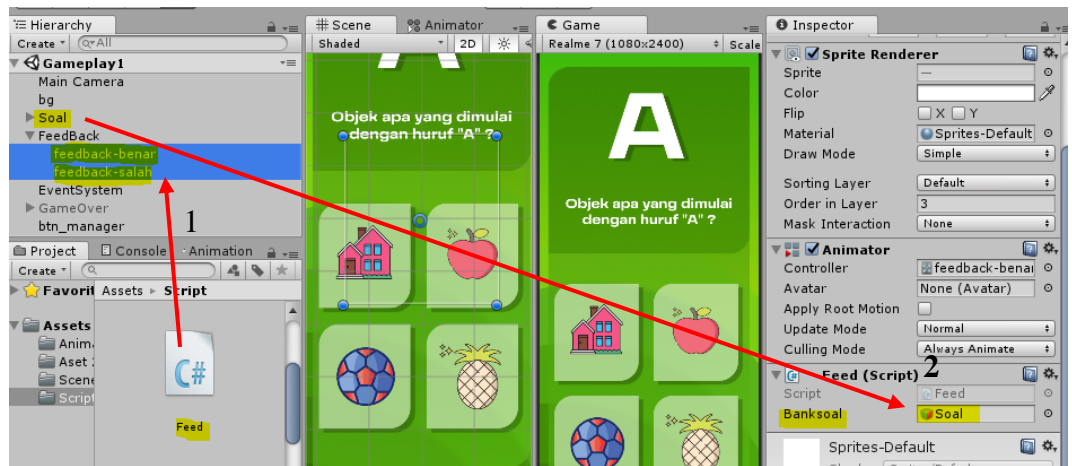 Hierarchy
Create
All
Gameplay1
Main Camera
bg
Soal
FeedBack
feedback-benar
feedback-salah
EventSystem
GameOver
btn_manager
1
Project Console Animation
Create
Assets Script
Assets
Aset
Scene
Script
C#
Feed
Scene Animator
Shaded 2D
Objek apa yang dimulai
dengan huruf "A" ?
Game
Realme 7 (1080x2400) Scale
A
Objek apa yang dimulai
dengan huruf "A" ?
Inspector
Sprite Renderer
Sprite —
Color
Flip X Y
Material Sprites-Default
Draw Mode Simple
Sorting Layer Default
Order in Layer 3
Mask Interaction None
Animator
Controller feedback-benar
Avatar None (Avatar)
Apply Root Motion
Update Mode Normal
Culling Mode Always Animate
2
Feed (Script)
Script Feed
Banksoal Soal
Sprites-Default